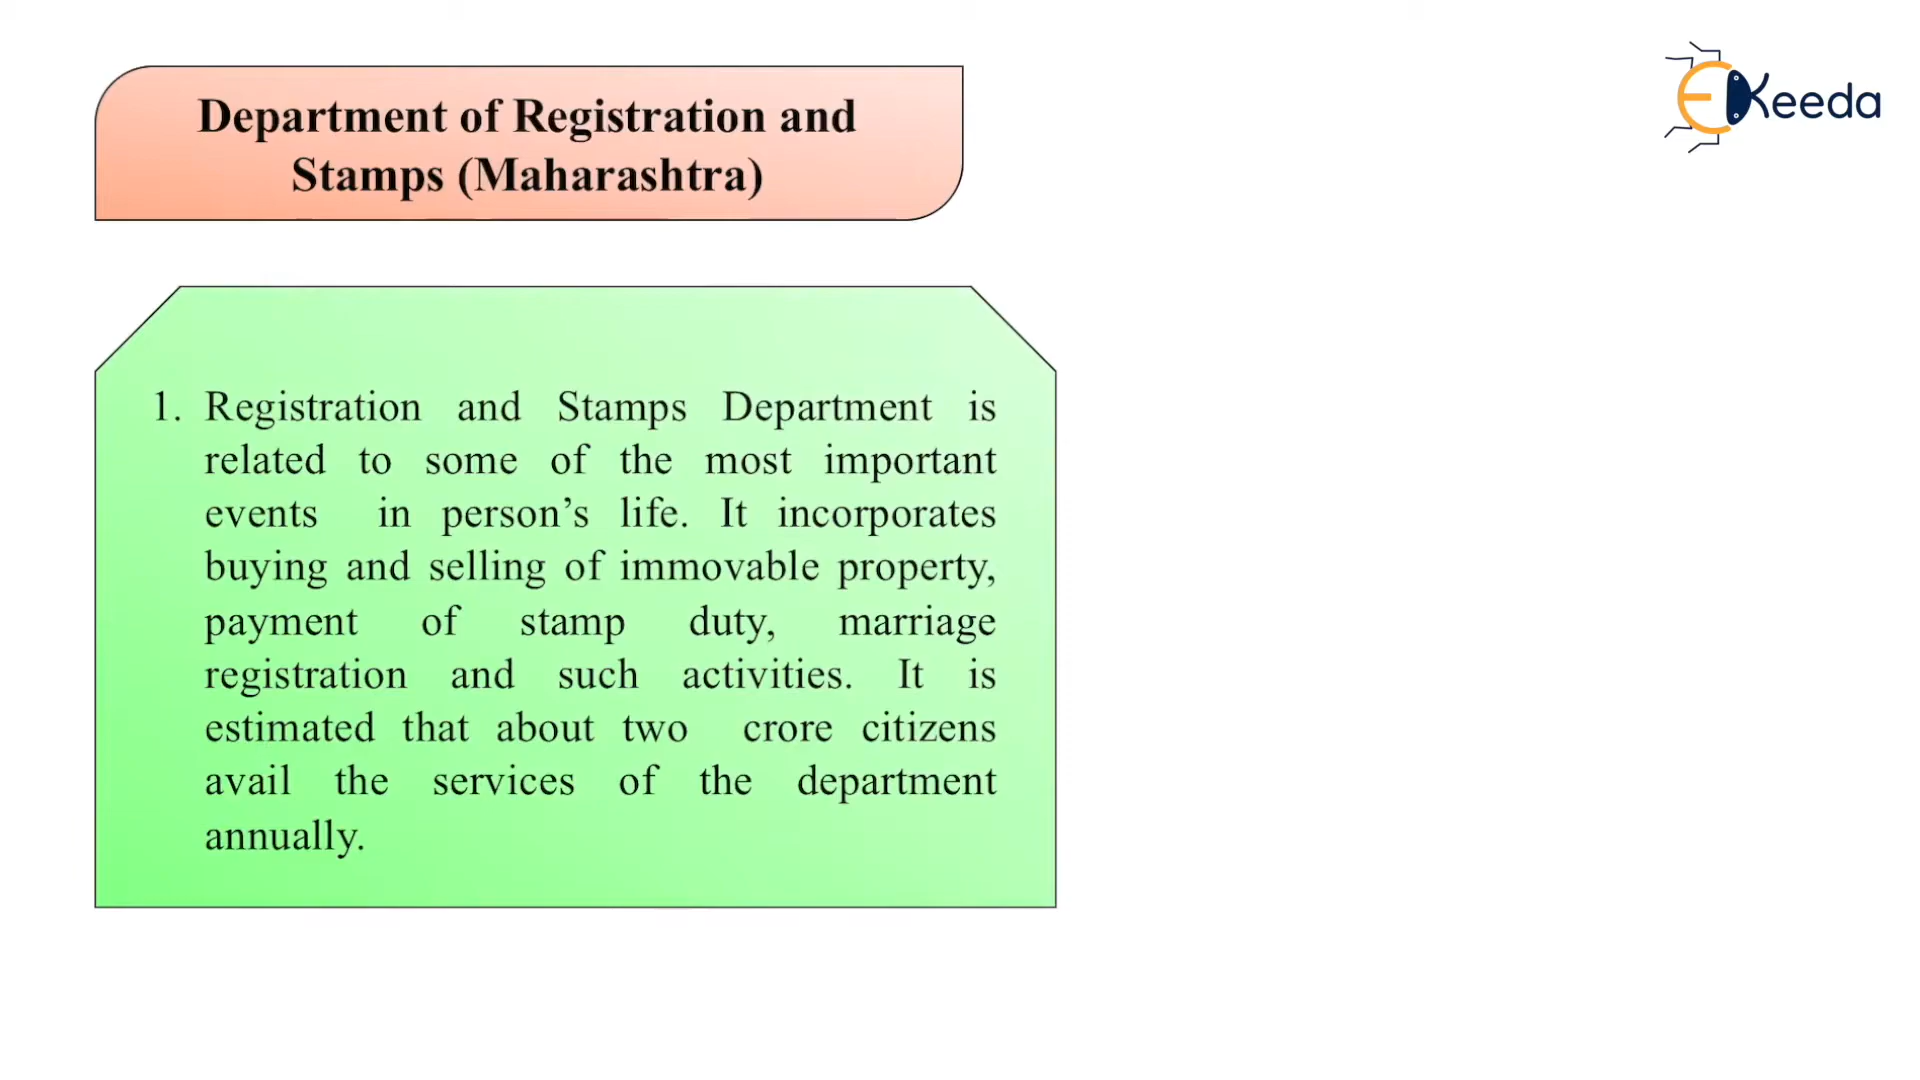 Department of Registration and
Stamps (Maharashtra)
EKeeda
1. Registration and Stamps Department is
related to some of the most important
events in person’s life. It incorporates
buying and selling of immovable property,
payment of stamp duty, marriage
registration and such activities. It is
estimated that about two crore citizens
avail the services of the department
annually.